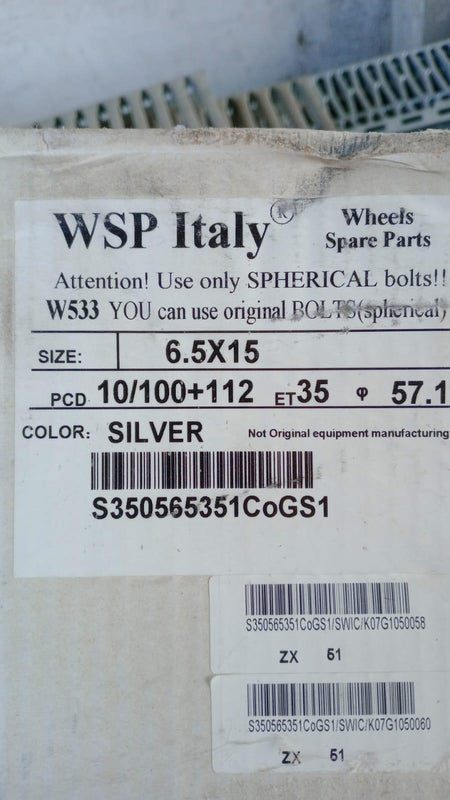 WSP Italy®
Wheels
Spare Parts
Attention! Use only SPHERICAL bolts!!
W533 YOU can use original BOLTS(spherical)
SIZE: 6.5X15
PCD 10/100+112 ET35 φ 57.1
COLOR: SILVER Not Original equipment manufacturing
S350565351CoGS1
S350565351CoGS1/SWIC/K07G1050058
ZX 51
S350565351CoGS1/SWIC/K07G1050060
ZX 51